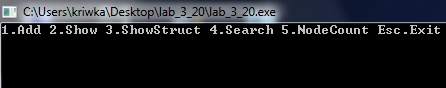 C:\Users\kriwka\Desktop\lab_3_20\lab_3_20.exe
1.Add 2.Show 3.ShowStruct 4.Search 5.NodeCount Esc.Exit